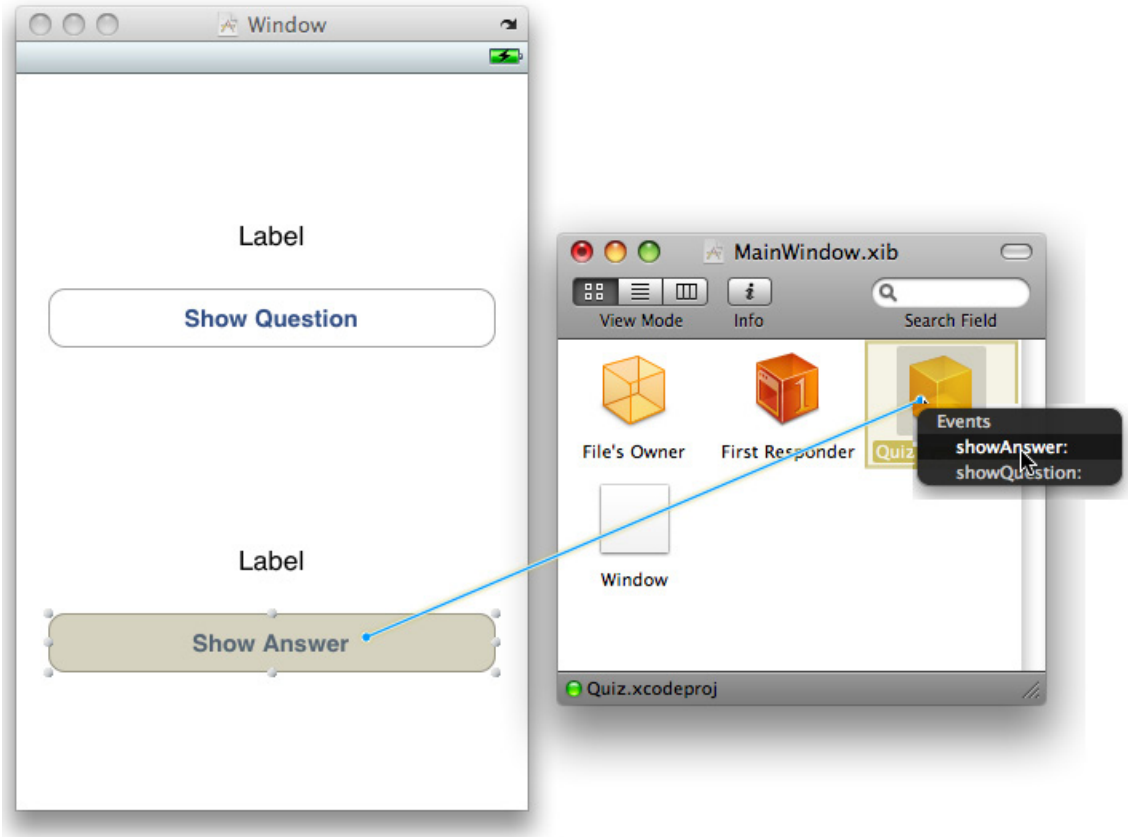 Window
Label
Show Question
Label
Show Answer
MainWindow.xib
View Mode
Info
Search Field
File's Owner
First Responder
Quiz
Events
showAnswer:
showQuestion:
Window
Quiz.xcodeproj